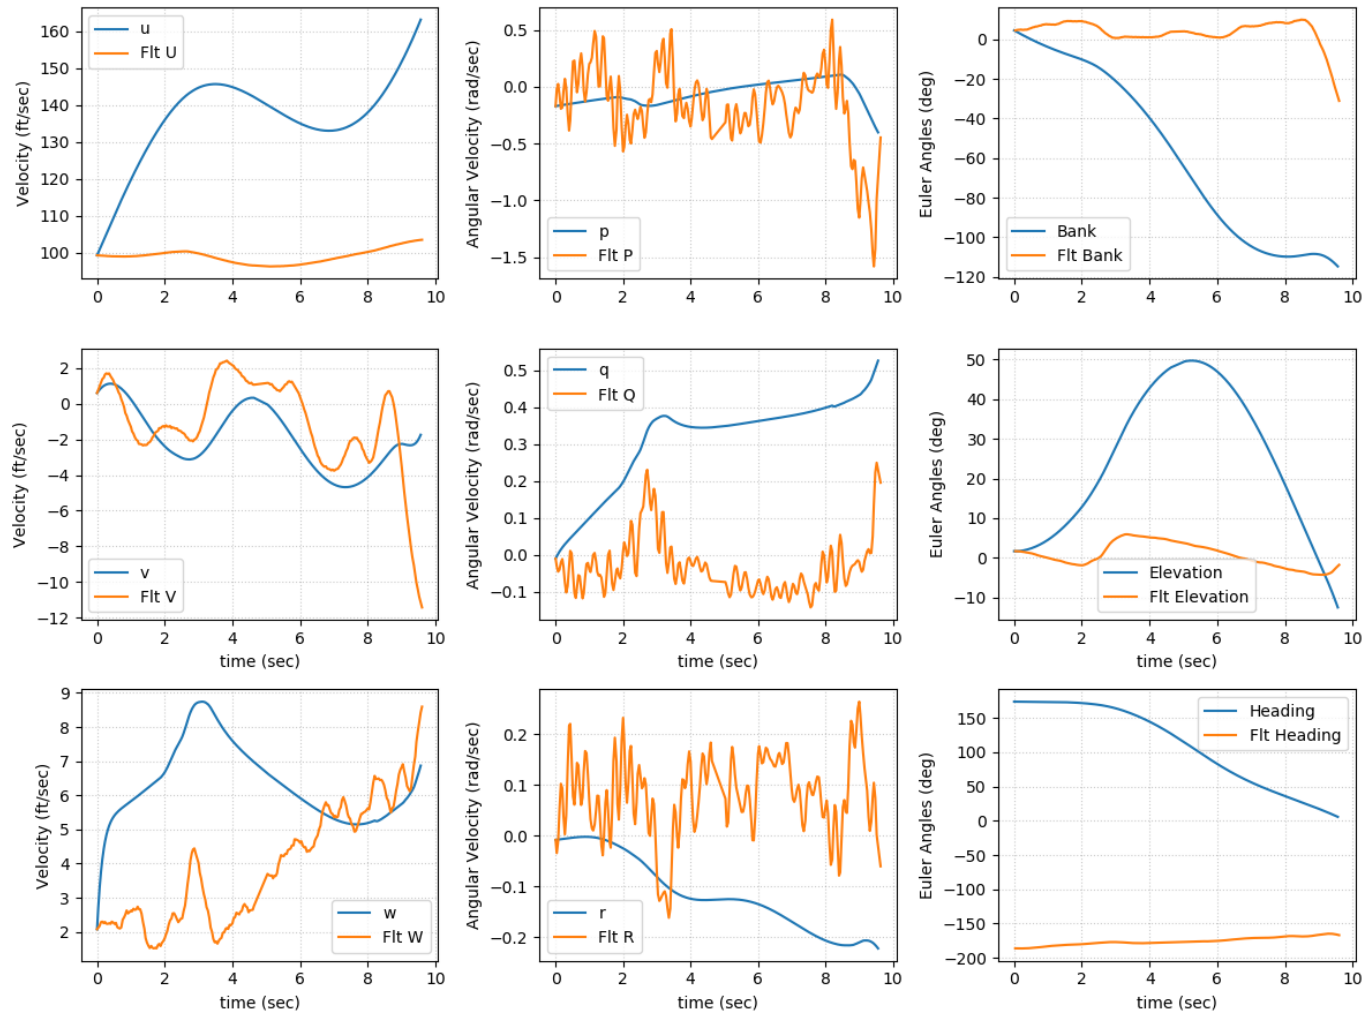 u
Flt U
Velocity (ft/sec)
160
150
140
130
120
110
100
0 2 4 6 8 10
p
Flt P
Angular Velocity (rad/sec)
0.5
0.0
−0.5
−1.0
−1.5
0 2 4 6 8 10
Bank
Flt Bank
Euler Angles (deg)
0
−20
−40
−60
−80
−100
−120
0 2 4 6 8 10
v
Flt V
Velocity (ft/sec)
2
0
−2
−4
−6
−8
−10
−12
0 2 4 6 8 10
time (sec)
q
Flt Q
Angular Velocity (rad/sec)
0.5
0.4
0.3
0.2
0.1
0.0
−0.1
0 2 4 6 8 10
time (sec)
Elevation
Flt Elevation
Euler Angles (deg)
50
40
30
20
10
0
−10
0 2 4 6 8 10
time (sec)
w
Flt W
Velocity (ft/sec)
9
8
7
6
5
4
3
2
0 2 4 6 8 10
time (sec)
r
Flt R
Angular Velocity (rad/sec)
0.2
0.1
0.0
−0.1
−0.2
0 2 4 6 8 10
time (sec)
Heading
Flt Heading
Euler Angles (deg)
150
100
50
0
−50
−100
−150
−200
0 2 4 6 8 10
time (sec)